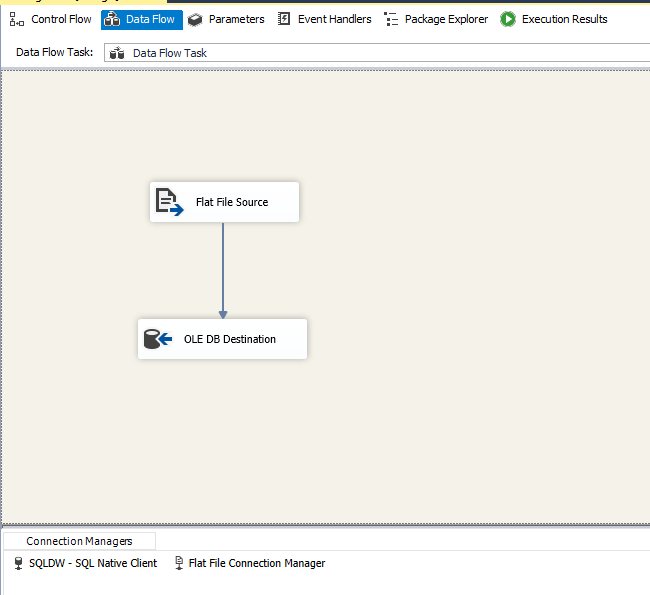 Control Flow Data Flow Parameters Event Handlers Package Explorer Execution Results
Data Flow Task: Data Flow Task
Flat File Source
OLE DB Destination
Connection Managers
SQLDW - SQL Native Client Flat File Connection Manager